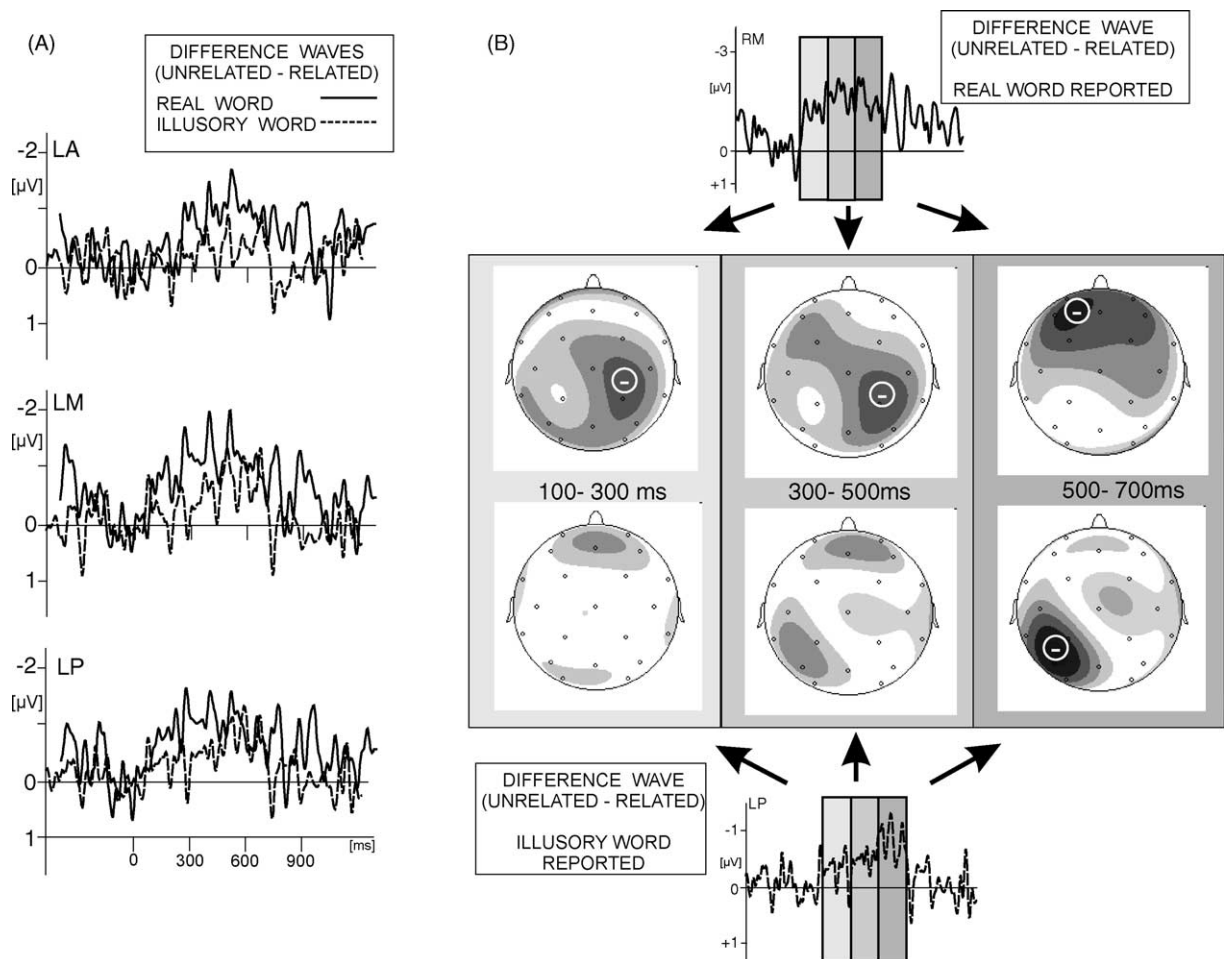 (A)
DIFFERENCE WAVES
(UNRELATED - RELATED)
REAL WORD
ILLUSORY WORD
LA
-2
[µV]
0
1
LM
-2
[µV]
0
1
LP
-2
[µV]
0
1
[ms]
0 300 600 900
(B)
RM
-3
[µV]
0
+1
DIFFERENCE WAVE
(UNRELATED - RELATED)
REAL WORD REPORTED
-
-
-
100- 300 ms
300- 500ms
500- 700ms
-
DIFFERENCE WAVE
(UNRELATED - RELATED)
ILLUSORY WORD
REPORTED
LP
-1
[µV]
0
+1